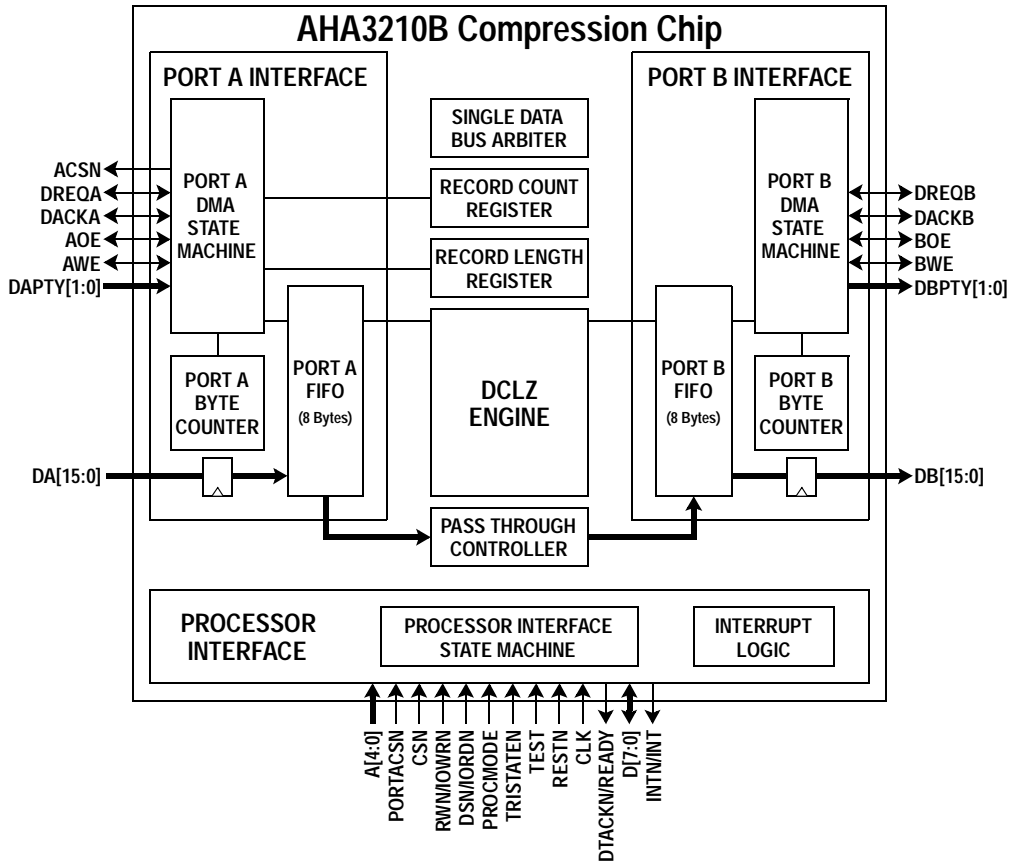 AHA3210B Compression Chip
PORT A INTERFACE
PORT B INTERFACE
SINGLE DATA
BUS ARBITER
RECORD COUNT
REGISTER
RECORD LENGTH
REGISTER
PORT A
DMA
STATE
MACHINE
PORT B
DMA
STATE
MACHINE
ACSN
DREQA
DACKA
AOE
AWE
DAPTY[1:0]
DREQB
DACKB
BOE
BWE
DBPTY[1:0]
PORT A
BYTE
COUNTER
PORT A
FIFO
(8 Bytes)
DCLZ
ENGINE
PORT B
FIFO
(8 Bytes)
PORT B
BYTE
COUNTER
DA[15:0]
DB[15:0]
PASS THROUGH
CONTROLLER
PROCESSOR
INTERFACE
PROCESSOR INTERFACE
STATE MACHINE
INTERRUPT
LOGIC
A[4:0]
PORTACSN
CSN
RWN/IOWRN
DSN/IORDN
PROCMODE
TRISTATEN
TEST
RESTN
CLK
DTACKN/READY
D[7:0]
INTN/INT